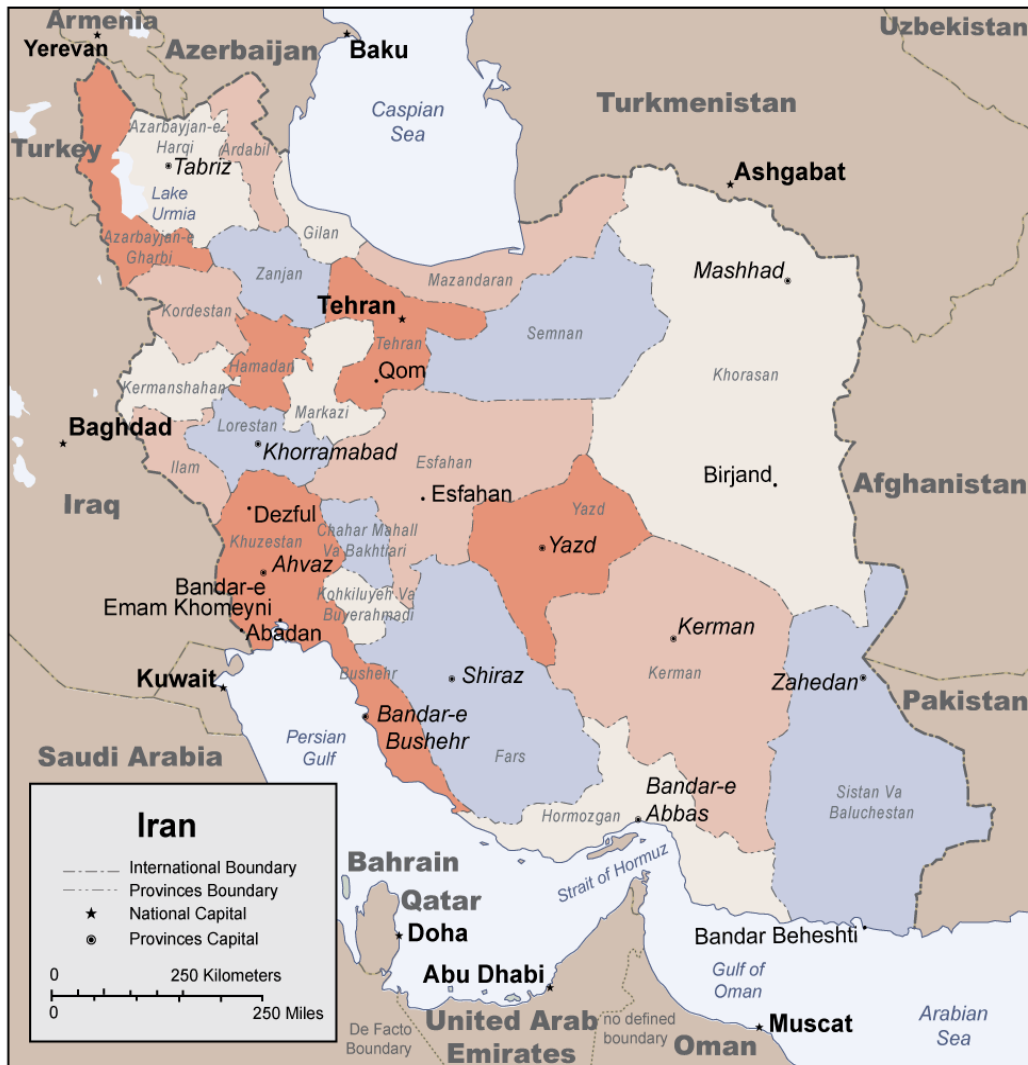 Armenia
Uzbekistan
Yerevan
Azerbaijan
Baku
Caspian
Sea
Turkmenistan
Azarbayjan-e
Harqi
Ardabil
Turkey
Tabriz
Ashgabat
Lake
Urmia
Gilan
Azarbayjan-e
Gharbi
Zanjan
Mazandaran
Mashhad
Kordestan
Tehran
Semnan
Tehran
Hamadan
Qom
Khorasan
Kermanshahan
Markazi
Baghdad
Lorestan
Khorramabad
Ilam
Esfahan
Birjand
Afghanistan
Esfahan
Iraq
Dezful
Yazd
Khuzestan
Chahar Mahall
Va Bakhtiari
Yazd
Ahvaz
Bandar-e
Emam Khomeyni
Kohkiluyeh Va
Buyerahmadi
Abadan
Kerman
Kuwait
Bushehr
Shiraz
Kerman
Zahedan
Pakistan
Bandar-e
Bushehr
Saudi Arabia
Persian
Gulf
Fars
Bandar-e
Abbas
Sistan Va
Baluchestan
Hormozgan
Iran
International Boundary
Provinces Boundary
National Capital
Provinces Capital
0 250 Kilometers
0 250 Miles
Bahrain
Strait of Hormuz
Qatar
Doha
Bandar Beheshti
Abu Dhabi
Gulf of
Oman
De Facto
Boundary
United Arab
Emirates
no defined
boundary
Oman
Muscat
Arabian
Sea